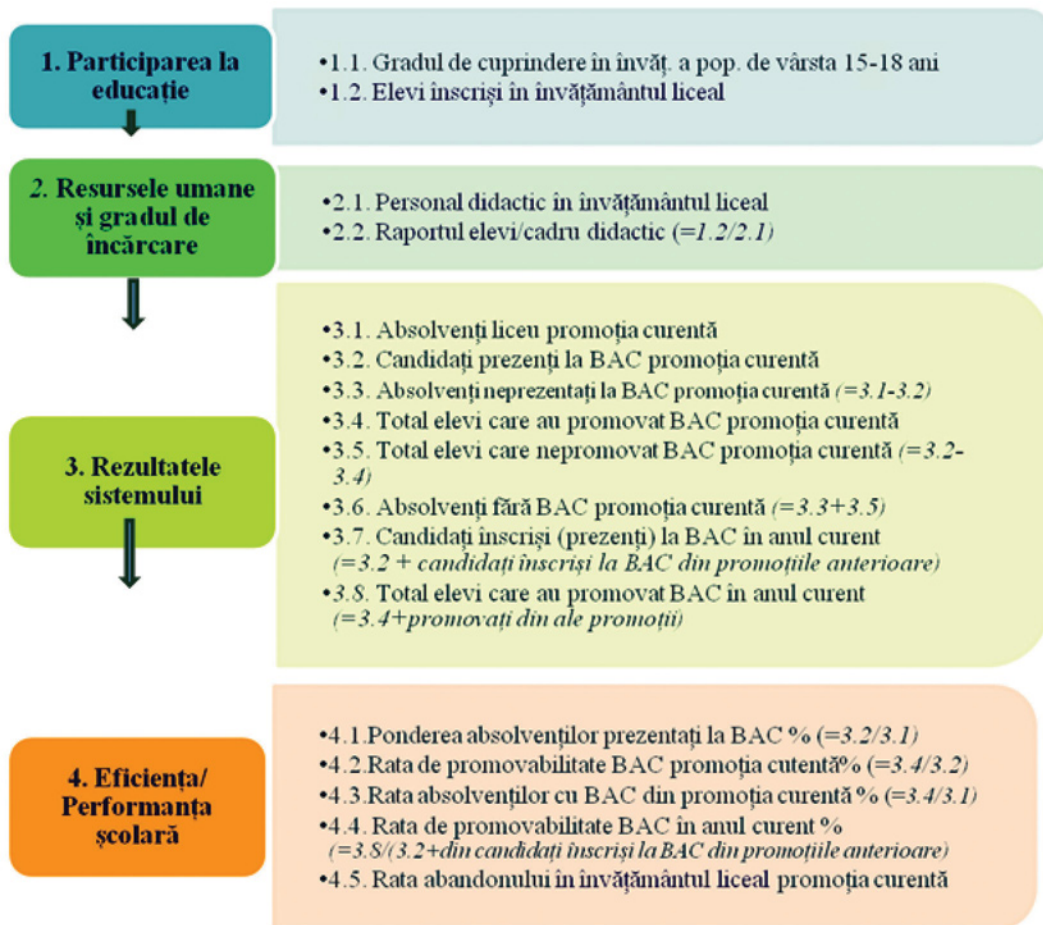 1. Participarea la
educație
•1.1. Gradul de cuprindere în învăț. a pop. de vârsta 15-18 ani
•1.2. Elevi înscriși în învățământul liceal
2. Resursele umane
și gradul de
încărcare
•2.1. Personal didactic în învățământul liceal
•2.2. Raportul elevi/cadru didactic (=1.2/2.1)
3. Rezultatele
sistemului
•3.1. Absolvenți liceu promoția curentă
•3.2. Candidați prezenți la BAC promoția curentă
•3.3. Absolvenți neprezentați la BAC promoția curentă (=3.1-3.2)
•3.4. Total elevi care au promovat BAC promoția curentă
•3.5. Total elevi care nepromovat BAC promoția curentă (=3.2-
3.4)
•3.6. Absolvenți fără BAC promoția curentă (=3.3+3.5)
•3.7. Candidați înscriși (prezenți) la BAC în anul curent
(=3.2 + candidați înscriși la BAC din promoțiile anterioare)
•3.8. Total elevi care au promovat BAC în anul curent
(=3.4+promovați din ale promoții)
4. Eficiența/
Performanța
școlară
•4.1.Ponderea absolvenților prezentați la BAC % (=3.2/3.1)
•4.2.Rata de promovabilitate BAC promoția cutentă% (=3.4/3.2)
•4.3.Rata absolvenților cu BAC din promoția curentă % (=3.4/3.1)
•4.4. Rata de promovabilitate BAC în anul curent %
(=3.8/(3.2+din candidați înscriși la BAC din promoțiile anterioare)
•4.5. Rata abandonului în învățământul liceal promoția curentă